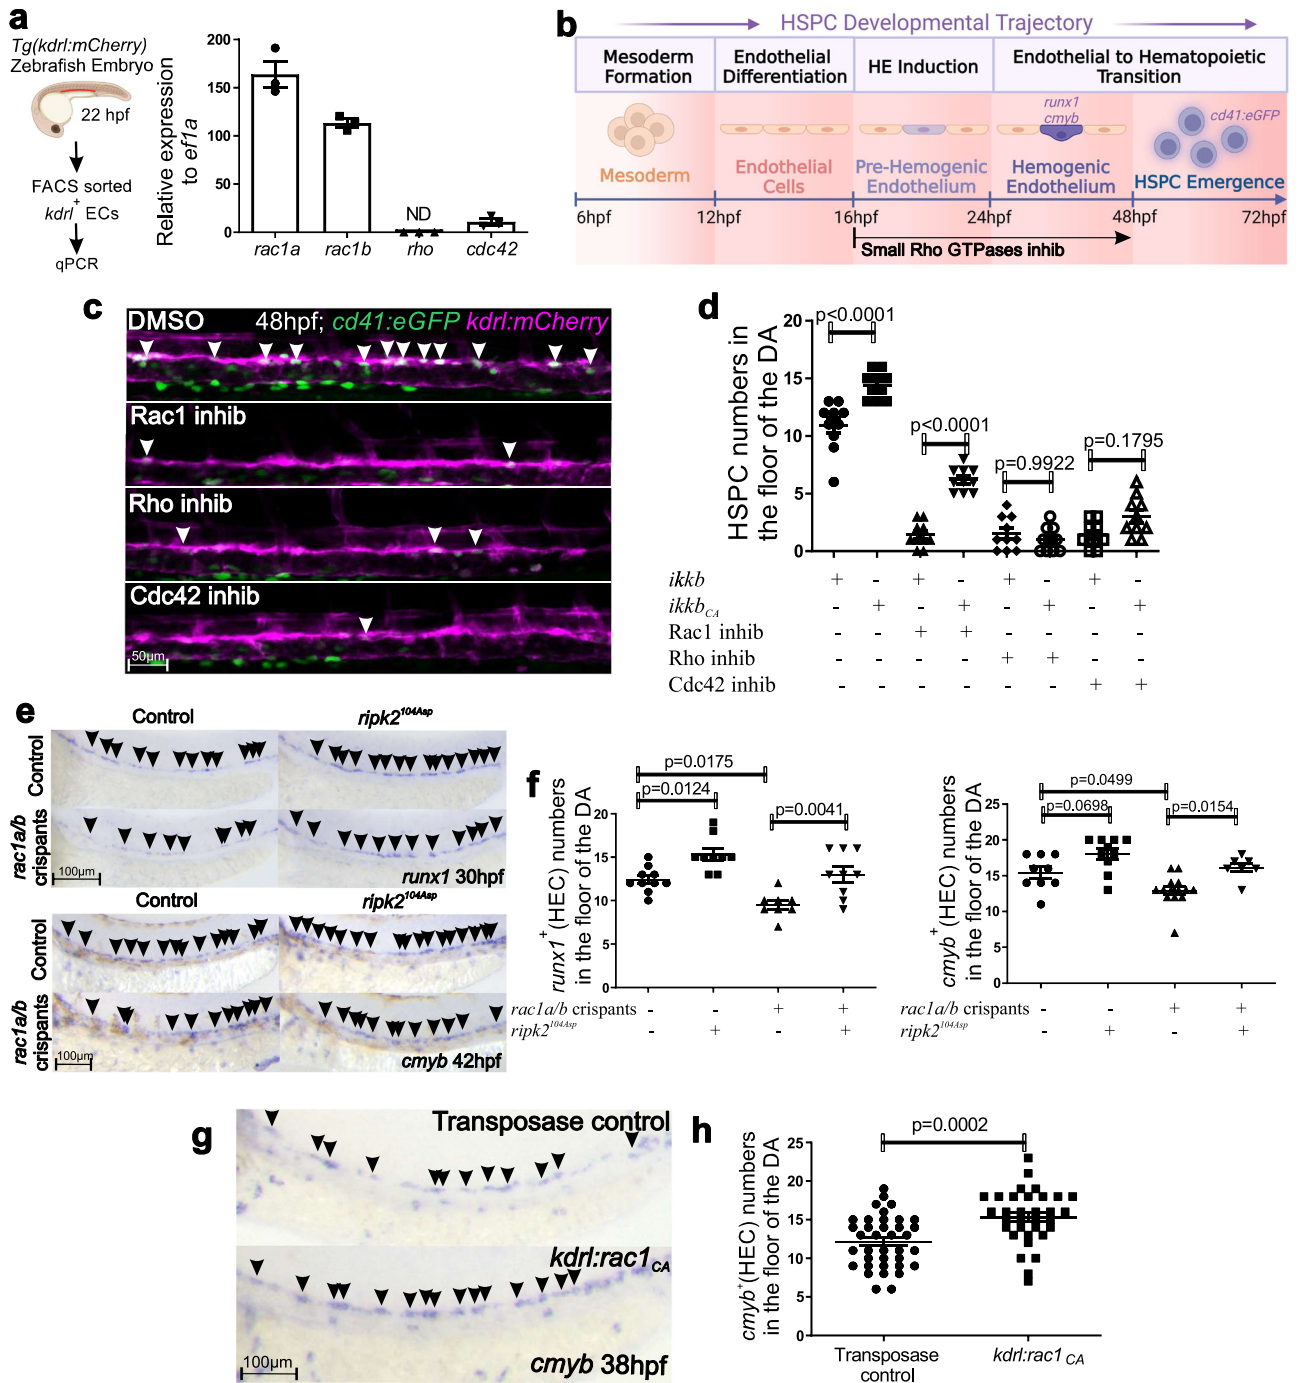 a
Tg(kdrl:mCherry)
Zebrafish Embryo
22 hpf
FACS sorted
kdrl+ ECs
qPCR
Relative expression
to ef1a
200
150
100
50
0
ND
rac1a rac1b rho cdc42
b
HSPC Developmental Trajectory
Mesoderm
Formation
Endothelial
Differentiation
HE Induction
Endothelial to Hematopoietic
Transition
runx1
cmyb
cd41:eGFP
Mesoderm
Endothelial
Cells
Pre-Hemogenic
Endothelium
Hemogenic
Endothelium
HSPC Emergence
6hpf 12hpf 16hpf 24hpf 48hpf 72hpf
Small Rho GTPases inhib
c
DMSO 48hpf; cd41:eGFP kdrl:mCherry
Rac1 inhib
Rho inhib
Cdc42 inhib
50µm
d
HSPC numbers in
the floor of the DA
20
15
10
5
0
p<0.0001
p<0.0001
p=0.9922
p=0.1795
ikkb + - + - + - + -
ikkbCA - + - + - + - +
Rac1 inhib - - + + - - - -
Rho inhib - - - - + + - -
Cdc42 inhib - - - - - - + +
e
Control ripk2104Asp
Control
rac1a/b
crispants
100µm
runx1 30hpf
Control ripk2104Asp
Control
rac1a/b
crispants
100µm
cmyb 42hpf
f
runx1+(HEC) numbers
in the floor of the DA
20
15
10
5
0
p=0.0175
p=0.0124
p=0.0041
rac1a/b crispants - - + +
ripk2104Asp - + - +
cmyb+(HEC) numbers
in the floor of the DA
25
20
15
10
5
0
p=0.0499
p=0.0698
p=0.0154
rac1a/b crispants - - + +
ripk2104Asp - + - +
g
Transposase control
kdrl:rac1CA
100µm
cmyb 38hpf
h
cmyb+(HEC) numbers
in the floor of the DA
25
20
15
10
5
0
p=0.0002
Transposase
control
kdrl:rac1CA